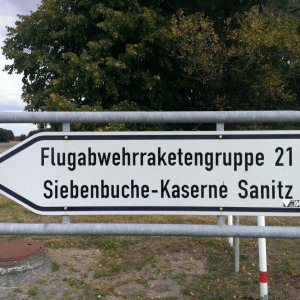 Flugabwehrraketengruppe 21
Siebenbuche-Kaserne Sanitz